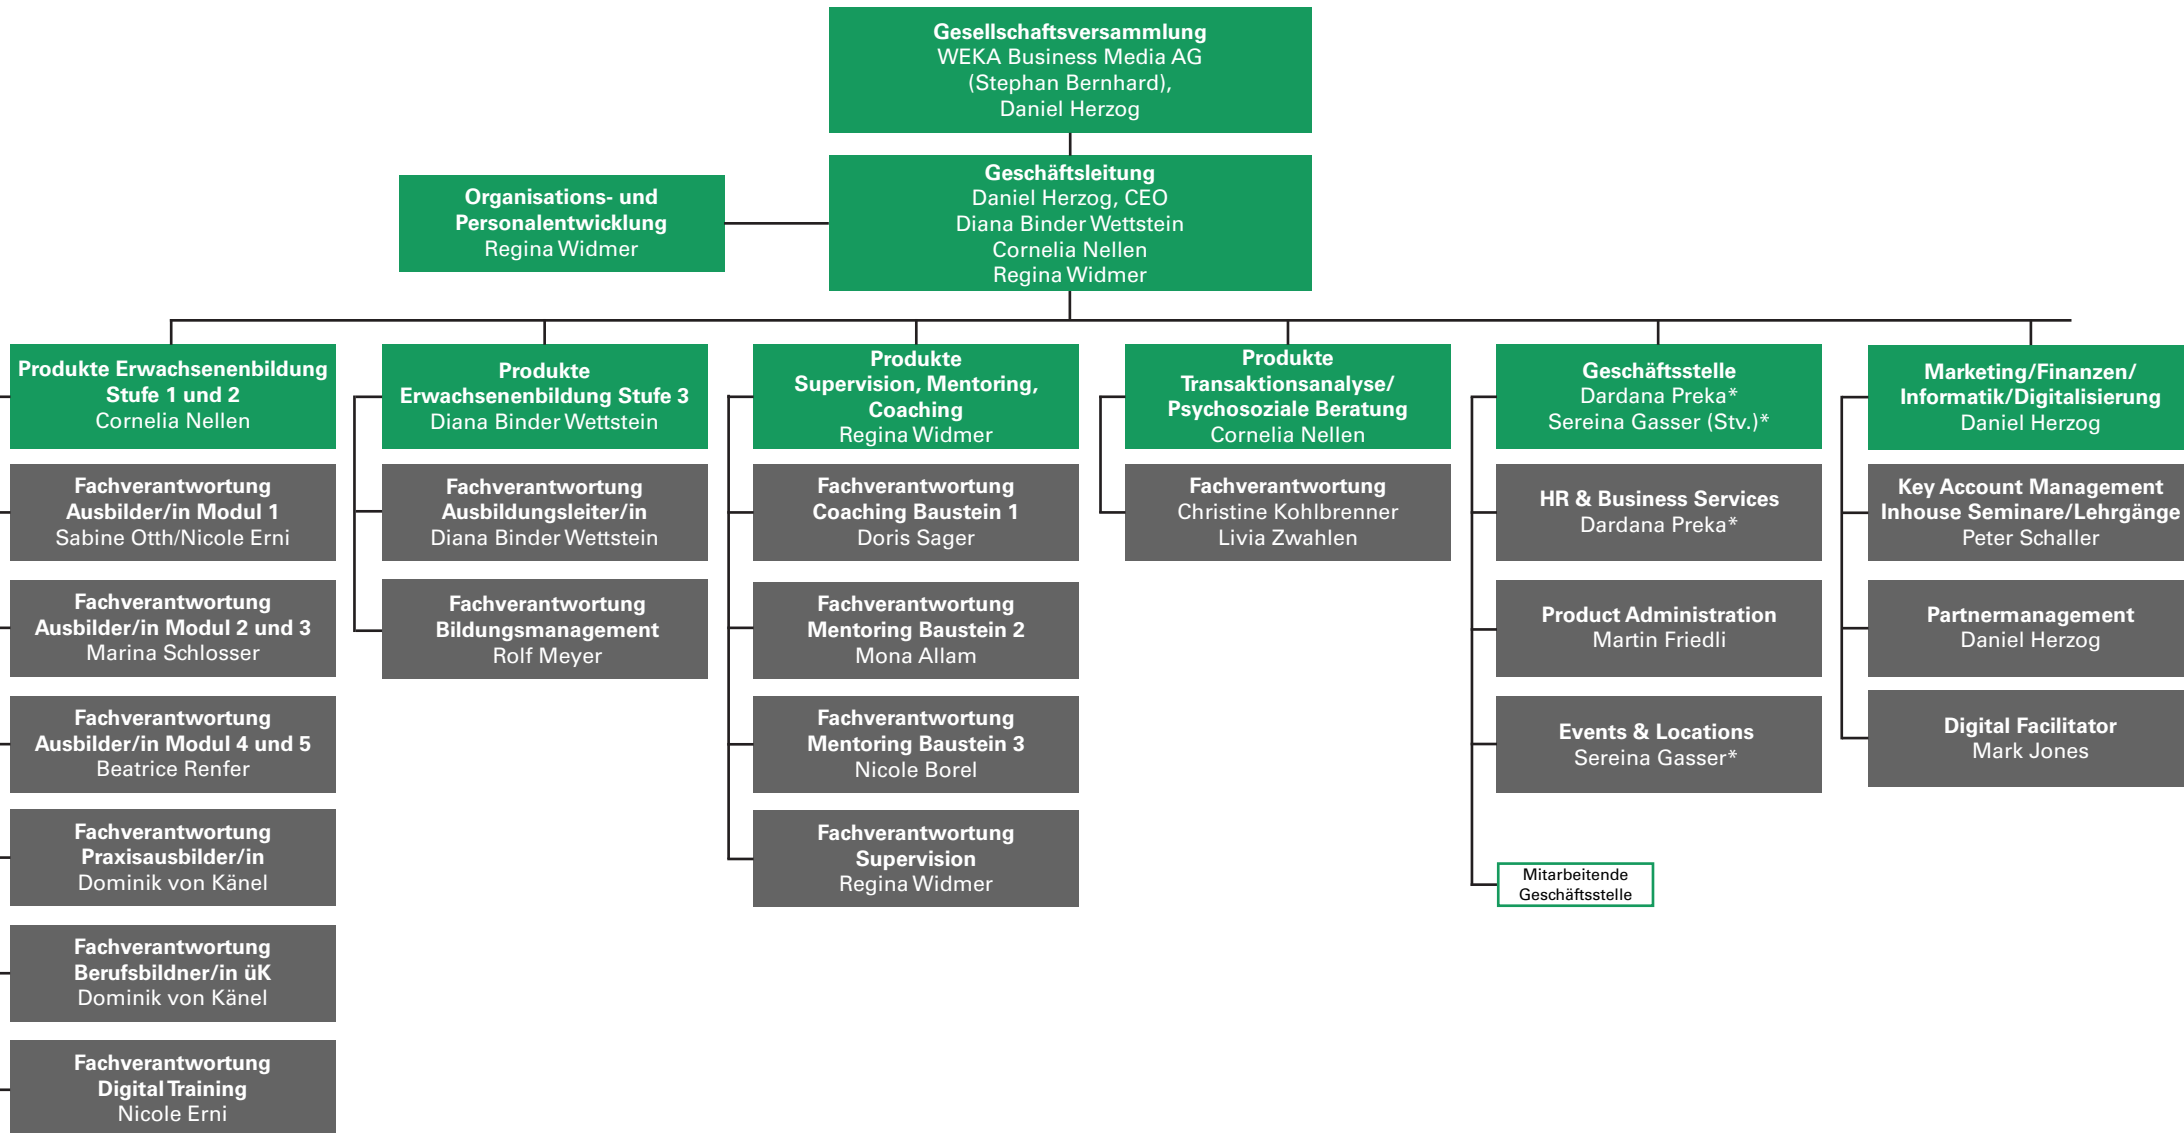 Gesellschaftsversammlung
WEKA Business Media AG
(Stephan Bernhard),
Daniel Herzog
Geschäftsleitung
Daniel Herzog, CEO
Diana Binder Wettstein
Cornelia Nellen
Regina Widmer
Organisations- und
Personalentwicklung
Regina Widmer
Produkte Erwachsenenbildung
Stufe 1 und 2
Cornelia Nellen
Fachverantwortung
Ausbilder/in Modul 1
Sabine Otth/Nicole Erni
Fachverantwortung
Ausbilder/in Modul 2 und 3
Marina Schlosser
Fachverantwortung
Ausbilder/in Modul 4 und 5
Beatrice Renfer
Fachverantwortung
Praxisausbilder/in
Dominik von Känel
Fachverantwortung
Berufsbildner/in üK
Dominik von Känel
Fachverantwortung
Digital Training
Nicole Erni
Produkte
Erwachsenenbildung Stufe 3
Diana Binder Wettstein
Fachverantwortung
Ausbildungsleiter/in
Diana Binder Wettstein
Fachverantwortung
Bildungsmanagement
Rolf Meyer
Produkte
Supervision, Mentoring,
Coaching
Regina Widmer
Fachverantwortung
Coaching Baustein 1
Doris Sager
Fachverantwortung
Mentoring Baustein 2
Mona Allam
Fachverantwortung
Mentoring Baustein 3
Nicole Borel
Fachverantwortung
Supervision
Regina Widmer
Produkte
Transaktionsanalyse/
Psychosoziale Beratung
Cornelia Nellen
Fachverantwortung
Christine Kohlbrenner
Livia Zwahlen
Geschäftsstelle
Dardana Preka*
Sereina Gasser (Stv.)*
HR & Business Services
Dardana Preka*
Product Administration
Martin Friedli
Events & Locations
Sereina Gasser*
Mitarbeitende
Geschäftsstelle
Marketing/Finanzen/
Informatik/Digitalisierung
Daniel Herzog
Key Account Management
Inhouse Seminare/Lehrgänge
Peter Schaller
Partnermanagement
Daniel Herzog
Digital Facilitator
Mark Jones